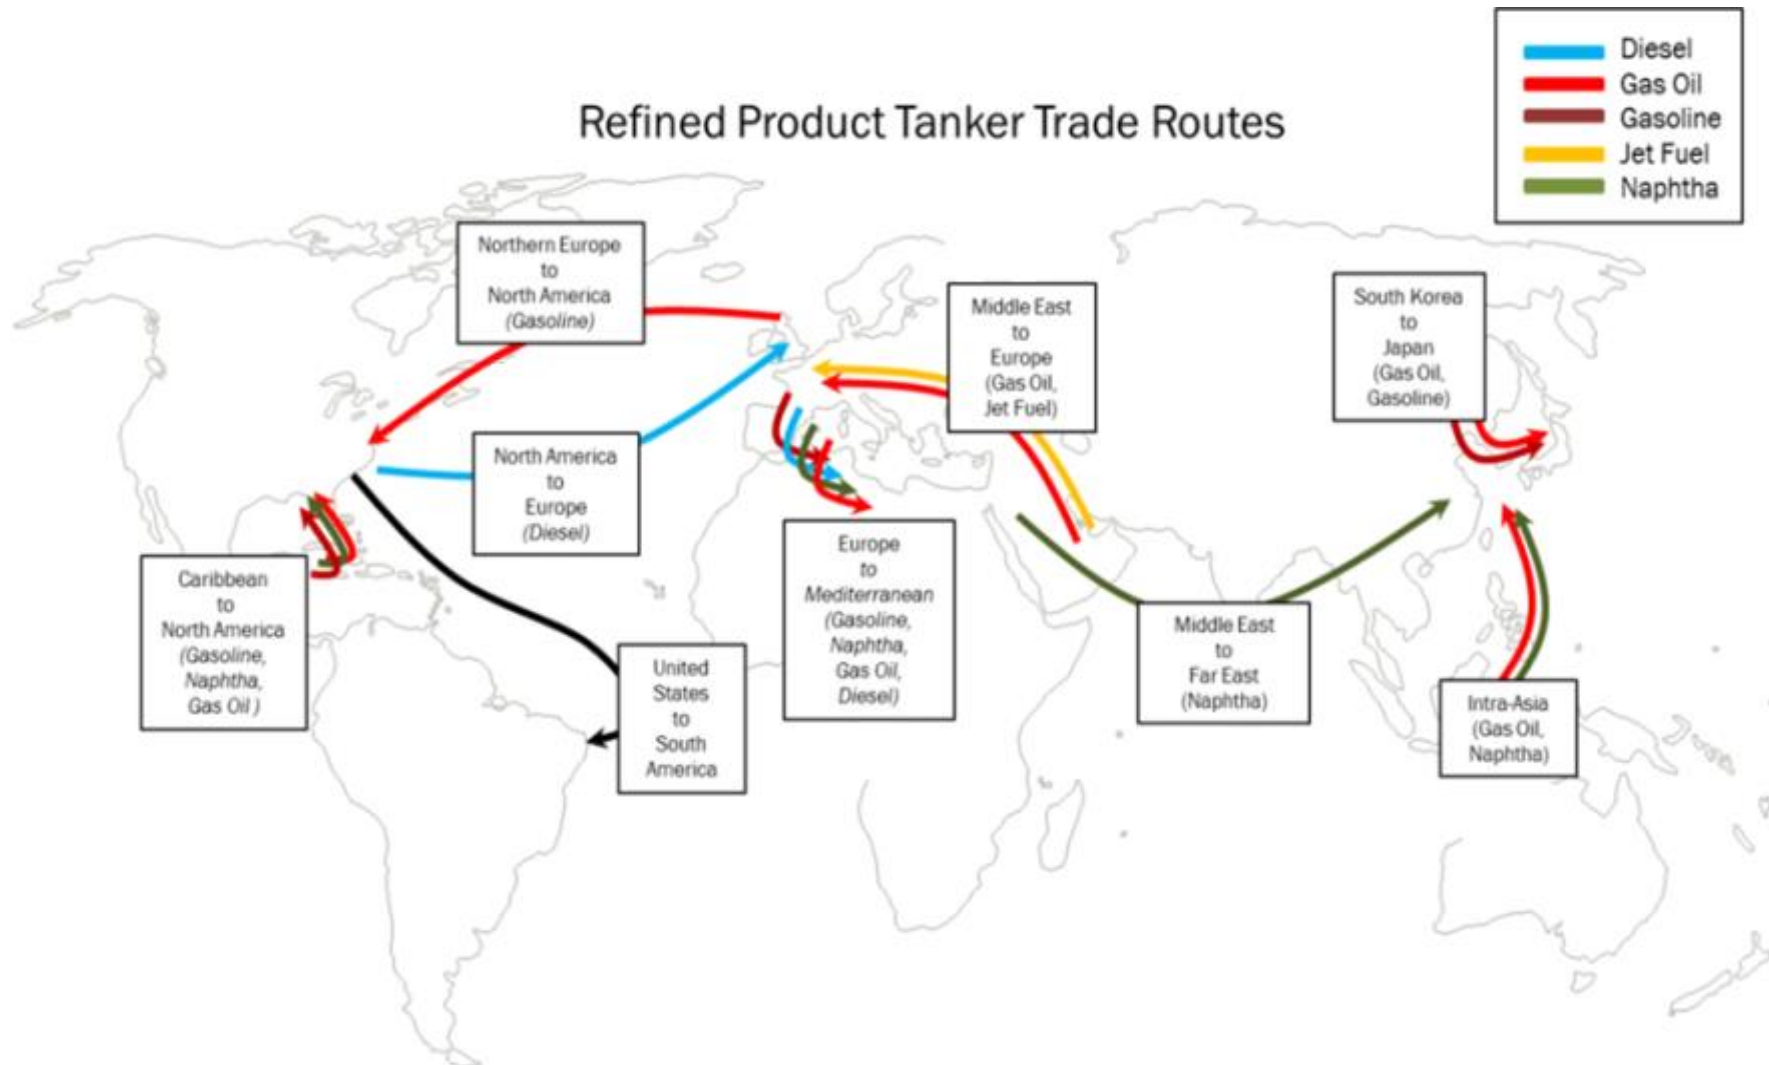 Diesel
Gas Oil
Gasoline
Jet Fuel
Naphtha
Refined Product Tanker Trade Routes
Northern Europe
to
North America
(Gasoline)
Middle East
to
Europe
(Gas Oil,
Jet Fuel)
South Korea
to
Japan
(Gas Oil,
Gasoline)
North America
to
Europe
(Diesel)
Caribbean
to
North America
(Gasoline,
Naphtha,
Gas Oil )
Europe
to
Mediterranean
(Gasoline,
Naphtha,
Gas Oil,
Diesel)
United
States
to
South
America
Middle East
to
Far East
(Naphtha)
Intra-Asia
(Gas Oil,
Naphtha)